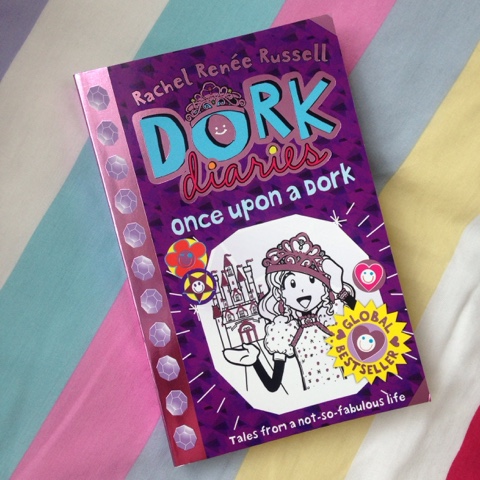 Rachel Renée Russell
DORK
diaries
once upon a Dork
GLOBAL
BESTSELLER
Tales from a not-so-fabulous life